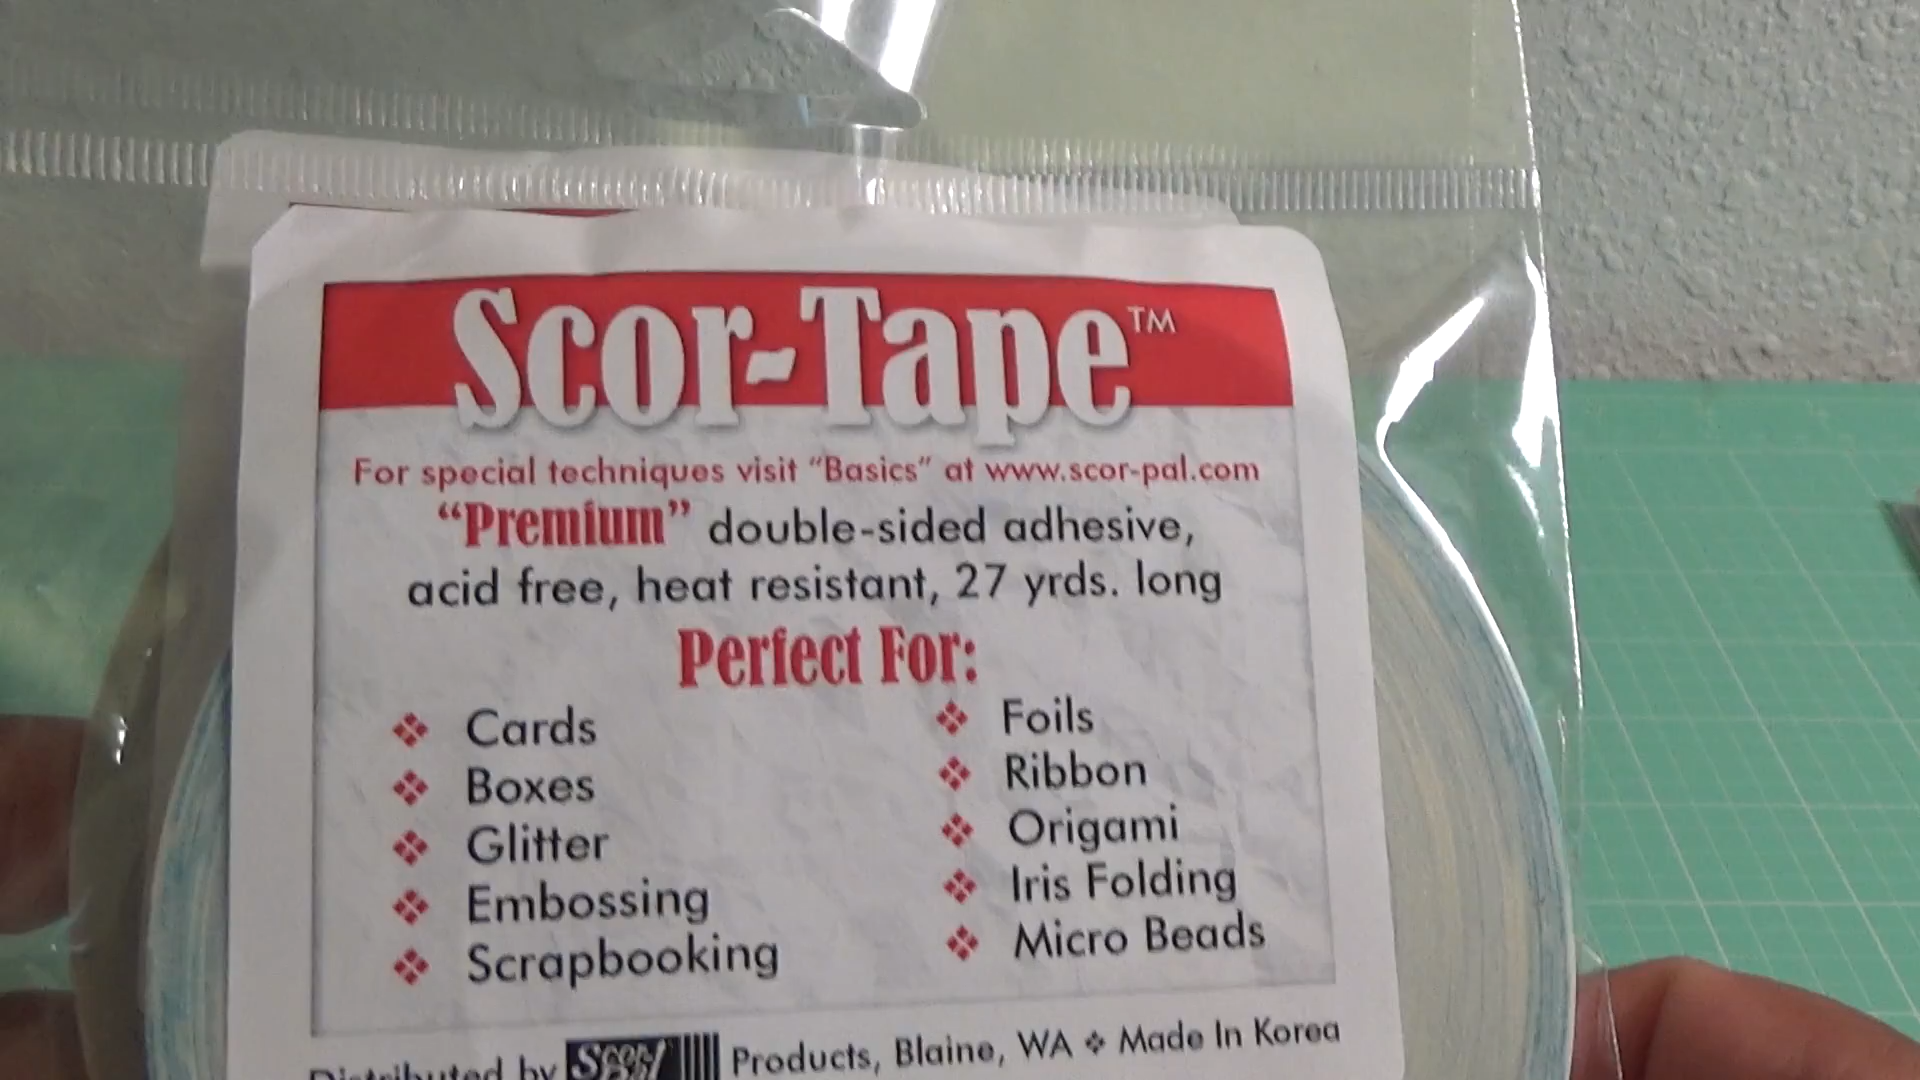 Scor-Tape™
For special techniques visit “Basics” at www.scor-pal.com
“Premium” double-sided adhesive,
acid free, heat resistant, 27 yrds. long
Perfect For:
Cards
Boxes
Glitter
Embossing
Scrapbooking
Foils
Ribbon
Origami
Iris Folding
Micro Beads
Distributed by Products, Blaine, WA ❖ Made In Korea